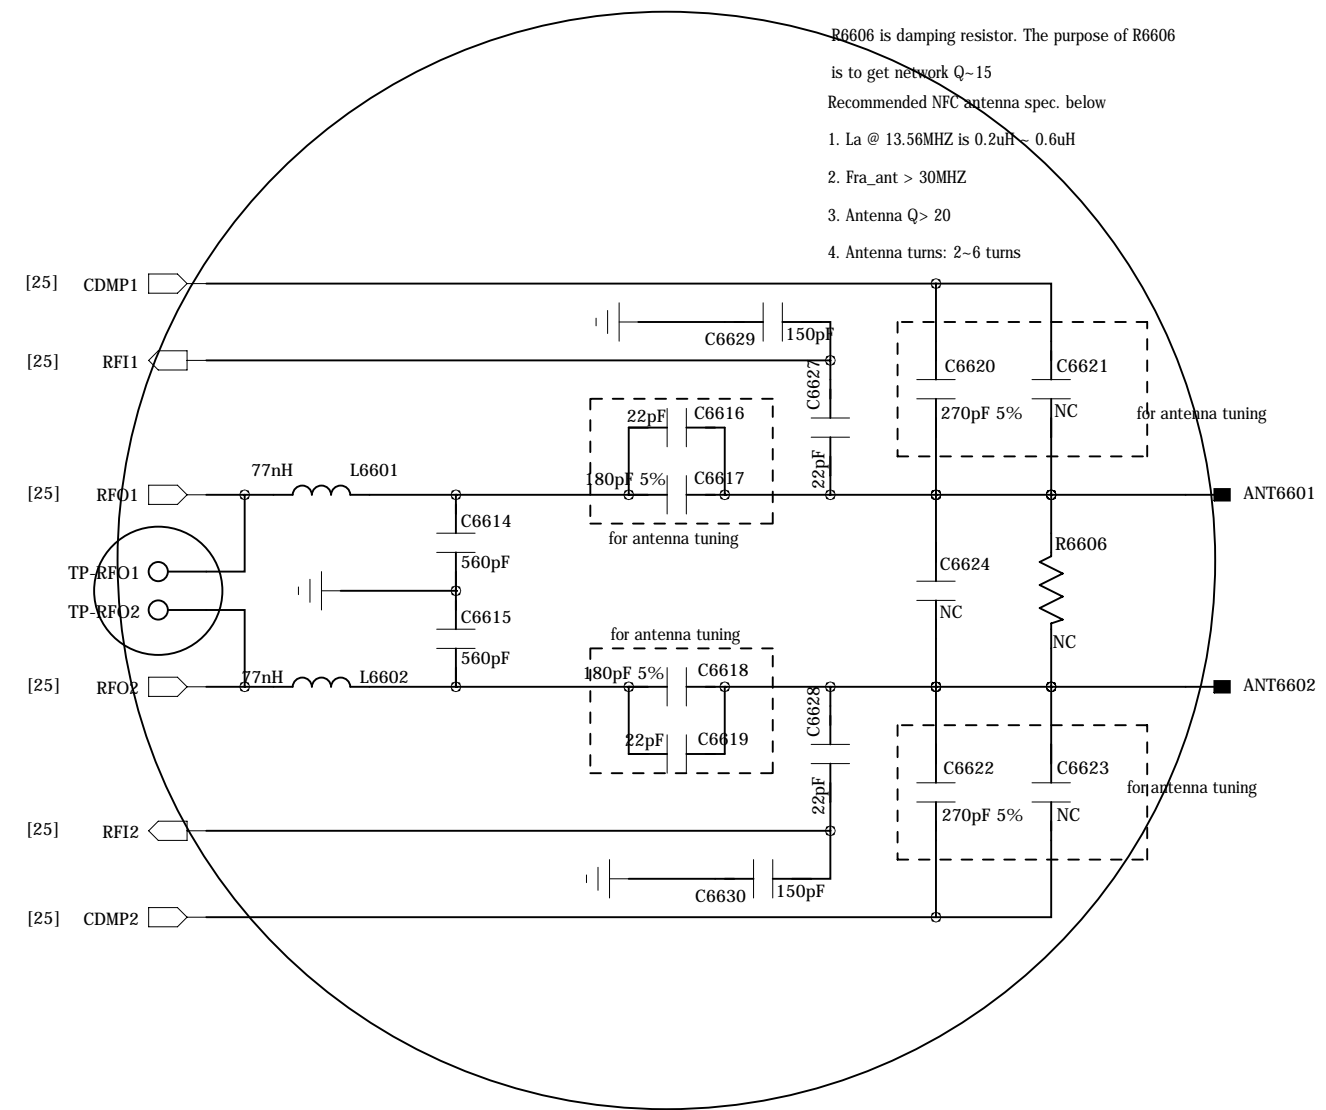 R6606 is damping resistor. The purpose of R6606
is to get network Q~15
Recommended NFC antenna spec. below
1. La @ 13.56MHZ is 0.2uH ~ 0.6uH
2. Fra_ant > 30MHZ
3. Antenna Q> 20
4. Antenna turns: 2~6 turns
[25] CDMP1
C6629 150pF
[25] RFI1
C6627
22pF
C6620
270pF 5%
C6621
NC
for antenna tuning
22pF C6616
180pF 5% C6617
for antenna tuning
77nH L6601
[25] RFO1
ANT6601
C6614
560pF
TP-RFO1
TP-RFO2
C6615
560pF
C6624
NC
R6606
NC
for antenna tuning
180pF 5% C6618
22pF C6619
77nH L6602
[25] RFO2
ANT6602
C6628
22pF
C6622
270pF 5%
C6623
NC
for antenna tuning
[25] RFI2
C6630 150pF
[25] CDMP2